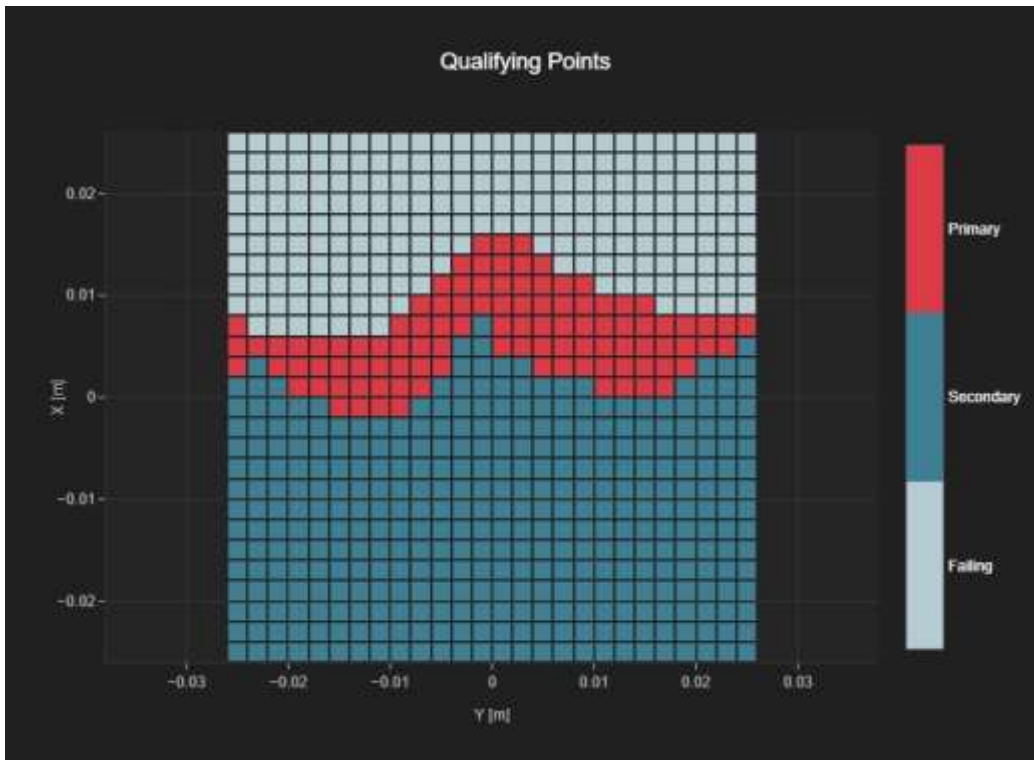 Qualifying Points
0.02
0.01
0
−0.01
−0.02
X [m]
−0.03
−0.02
−0.01
0
0.01
0.02
0.03
Y [m]
Primary
Secondary
Failing